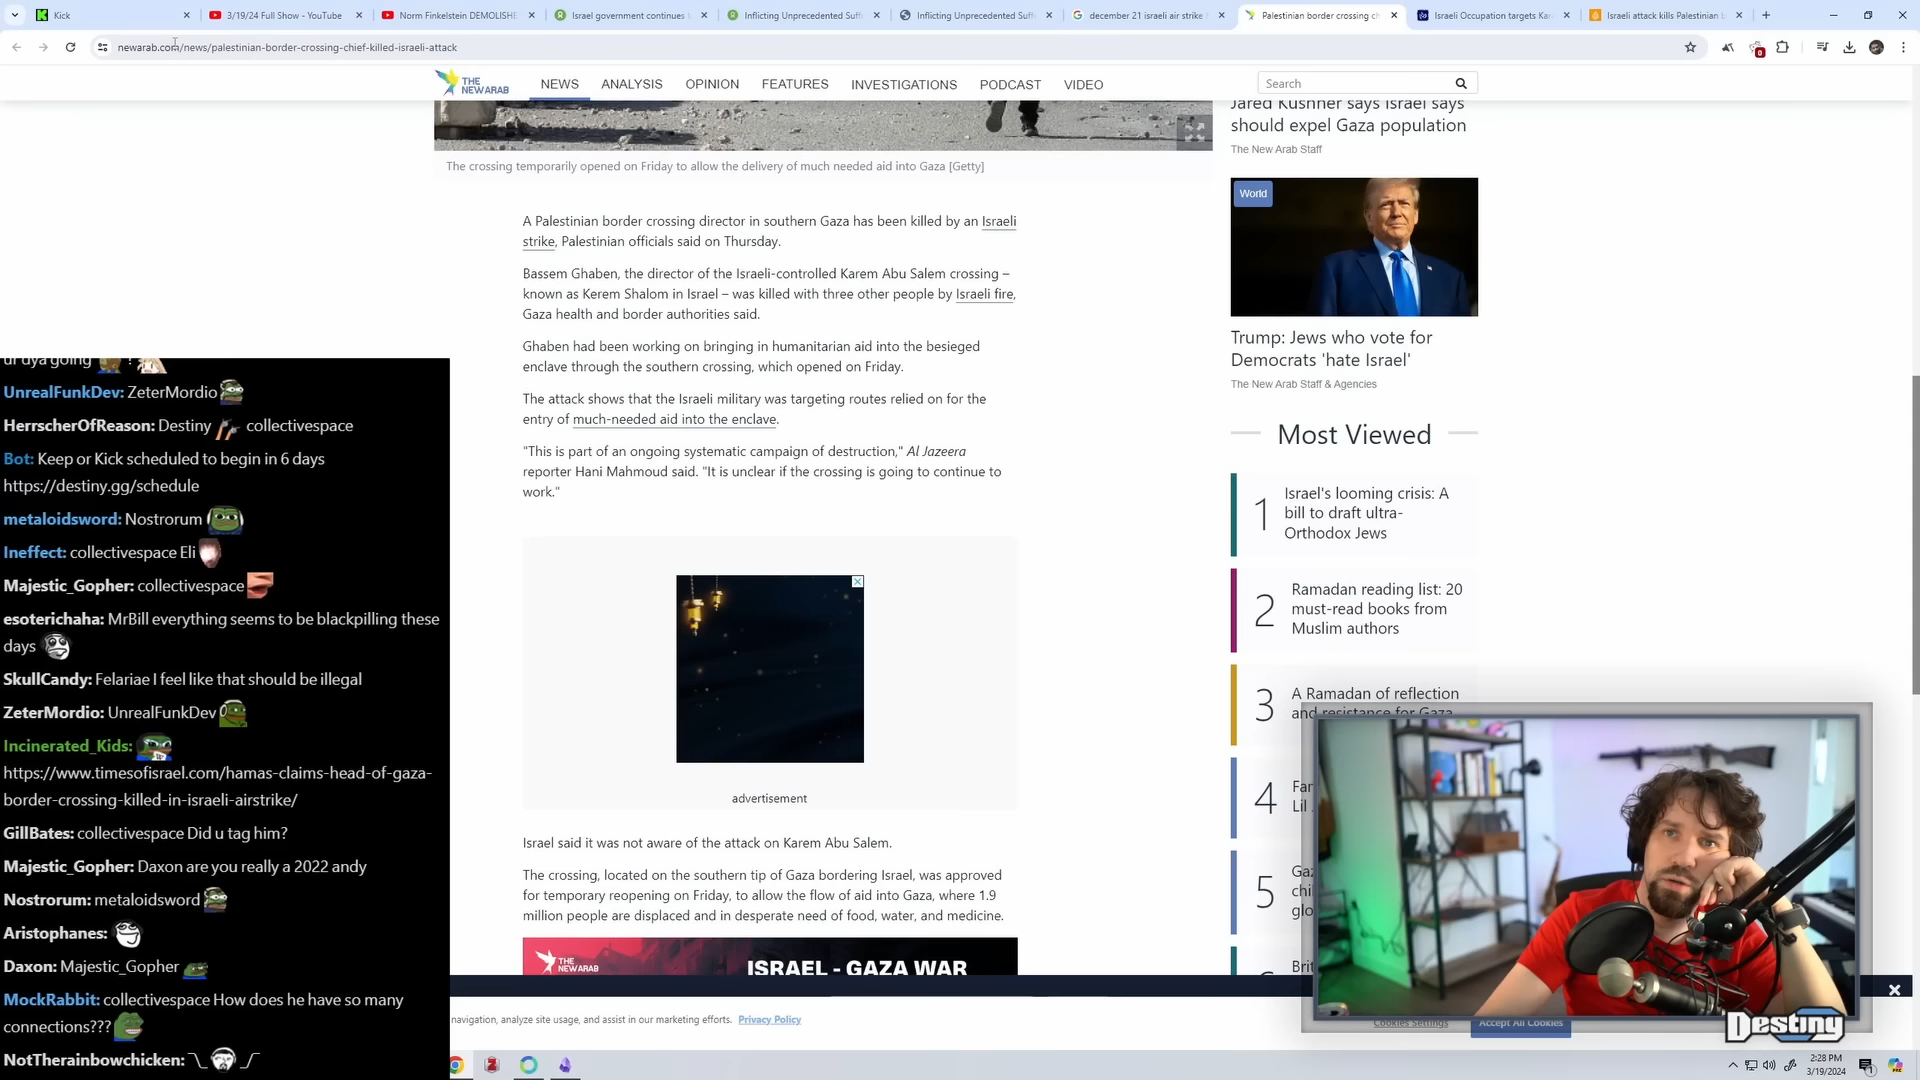 Kick
3/19/24 Full Show - YouTube
Norm Finkelstein DEMOLISHE
Israel government continues t
Inflicting Unprecedented Suff
Inflicting Unprecedented Suff
december 21 israeli air strike
Palestinian border crossing ch
Israeli Occupation targets Kar
Israeli attack kills Palestinian b
newarab.com/news/palestinian-border-crossing-chief-killed-israeli-attack
0
THE
NEWARAB
NEWS
ANALYSIS
OPINION
FEATURES
INVESTIGATIONS
PODCAST
VIDEO
Search
The crossing temporarily opened on Friday to allow the delivery of much needed aid into Gaza [Getty]
A Palestinian border crossing director in southern Gaza has been killed by an Israeli
strike, Palestinian officials said on Thursday.
Bassem Ghaben, the director of the Israeli-controlled Karem Abu Salem crossing –
known as Kerem Shalom in Israel – was killed with three other people by Israeli fire,
Gaza health and border authorities said.
Ghaben had been working on bringing in humanitarian aid into the besieged
enclave through the southern crossing, which opened on Friday.
The attack shows that the Israeli military was targeting routes relied on for the
entry of much-needed aid into the enclave.
"This is part of an ongoing systematic campaign of destruction," Al Jazeera
reporter Hani Mahmoud said. "It is unclear if the crossing is going to continue to
work."
advertisement
Israel said it was not aware of the attack on Karem Abu Salem.
The crossing, located on the southern tip of Gaza bordering Israel, was approved
for temporary reopening on Friday, to allow the flow of aid into Gaza, where 1.9
million people are displaced and in desperate need of food, water, and medicine.
THE
NEWARAB
ISRAEL - GAZA WAR
navigation, analyze site usage, and assist in our marketing efforts. Privacy Policy
Cookies Settings
Accept All Cookies
Jared Kushner says Israel says
should expel Gaza population
The New Arab Staff
World
Trump: Jews who vote for
Democrats 'hate Israel'
The New Arab Staff & Agencies
Most Viewed
1
Israel's looming crisis: A
bill to draft ultra-
Orthodox Jews
2
Ramadan reading list: 20
must-read books from
Muslim authors
3
A Ramadan of reflection
and resistance for Gaza
4
Lil
5
Brit
ur dya going ?
UnrealFunkDev: ZeterMordio
HerrscherOfReason: Destiny collectivespace
Bot: Keep or Kick scheduled to begin in 6 days
https://destiny.gg/schedule
metaloidsword: Nostrorum
Ineffect: collectivespace Eli
Majestic_Gopher: collectivespace
esoterichaha: MrBill everything seems to be blackpilling these
days
SkullCandy: Felariae I feel like that should be illegal
ZeterMordio: UnrealFunkDev
Incinerated_Kids:
https://www.timesofisrael.com/hamas-claims-head-of-gaza-
border-crossing-killed-in-israeli-airstrike/
GillBates: collectivespace Did u tag him?
Majestic_Gopher: Daxon are you really a 2022 andy
Nostrorum: metaloidsword
Aristophanes:
Daxon: Majestic_Gopher
MockRabbit: collectivespace How does he have so many
connections???
NotTherainbowchicken: ¯\_ _/¯
Destiny
2:28 PM
3/19/2024